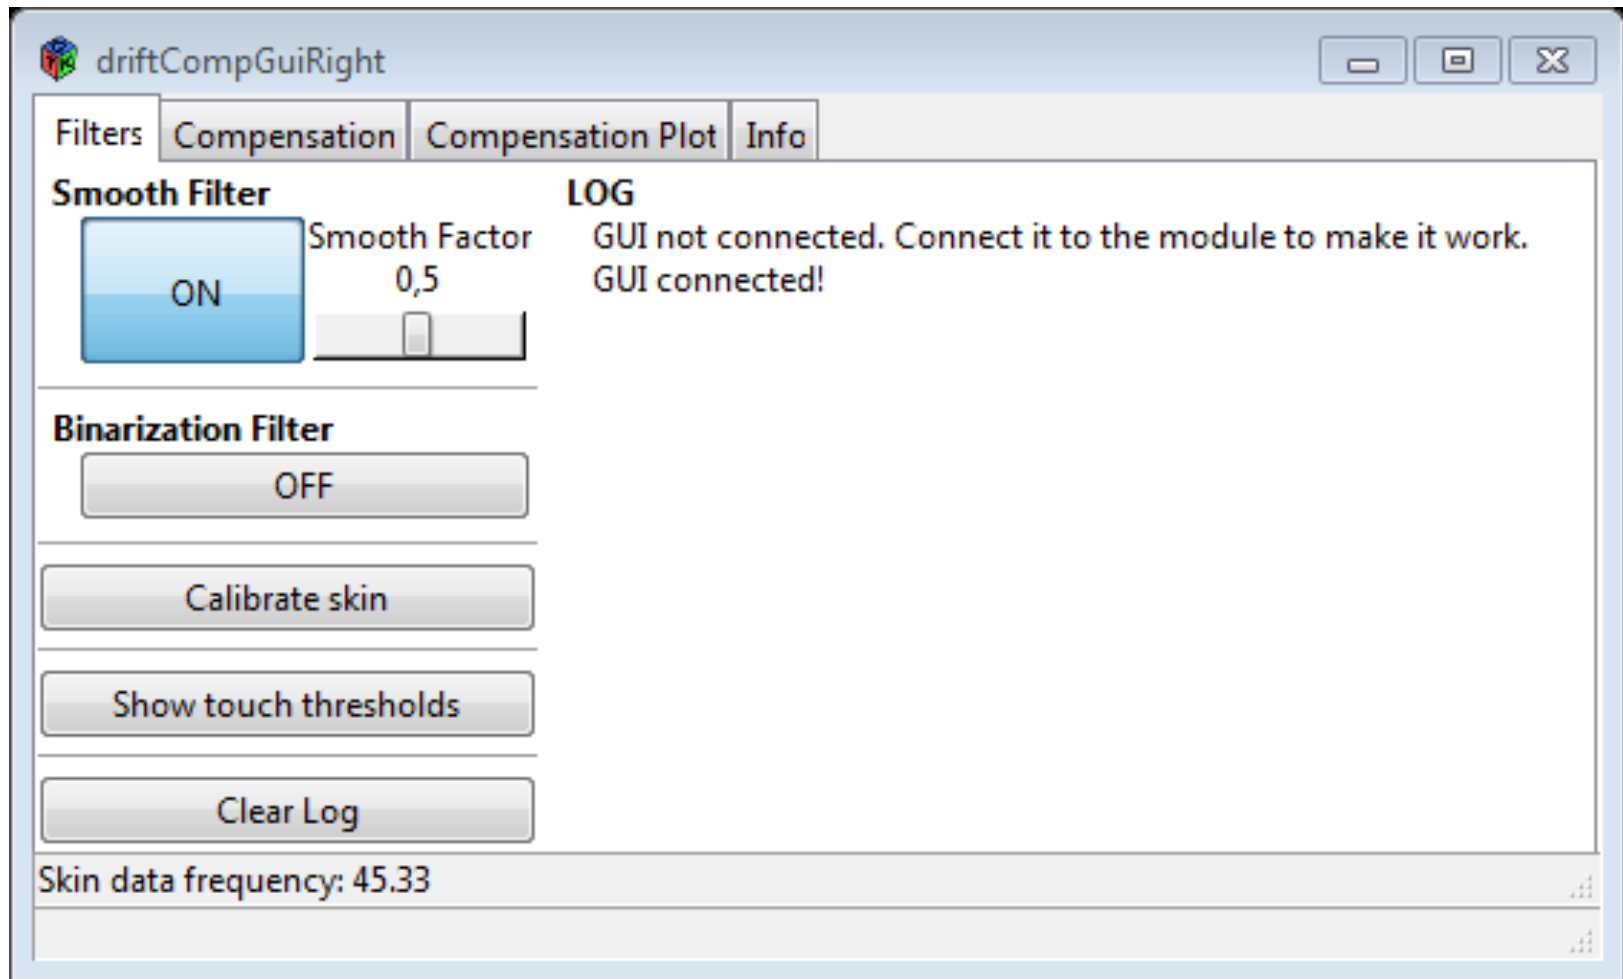 driftCompGuiRight
Filters Compensation Compensation Plot Info
Smooth Filter
ON
Smooth Factor
0,5
Binarization Filter
OFF
Calibrate skin
Show touch thresholds
Clear Log
LOG
GUI not connected. Connect it to the module to make it work.
GUI connected!
Skin data frequency: 45.33